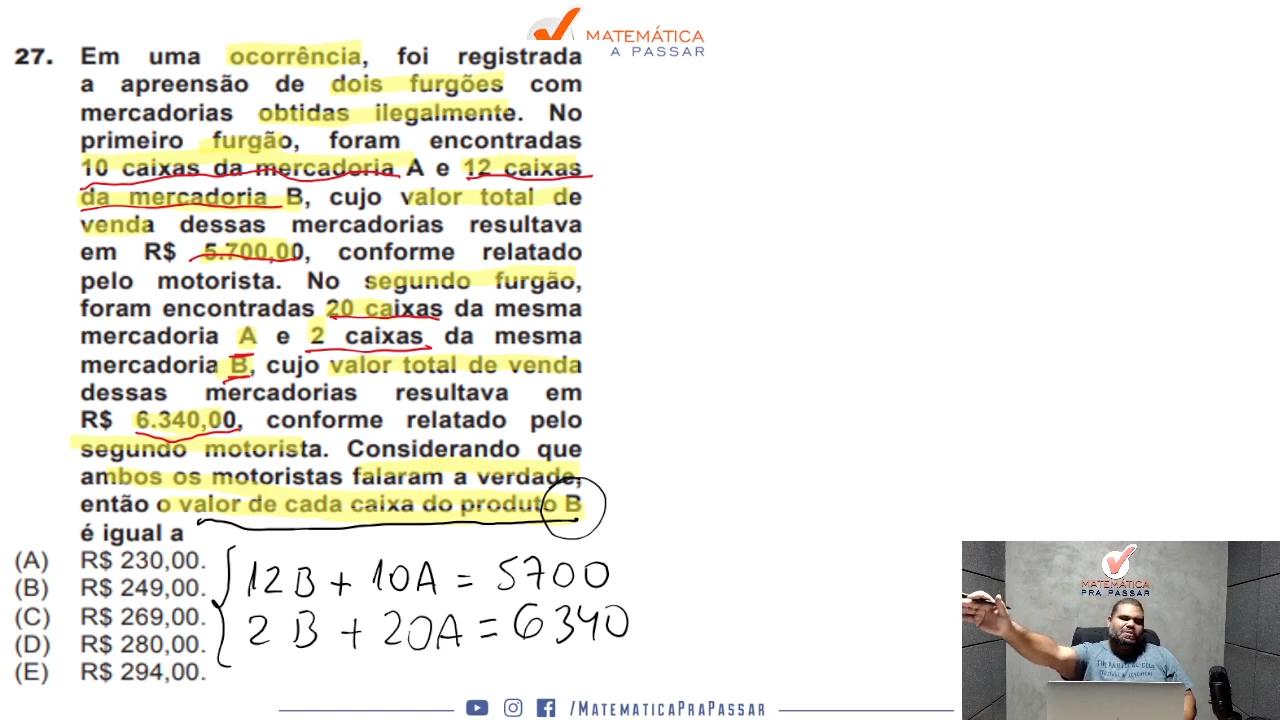 MATEMÁTICA
A PASSAR
27. Em uma ocorrência, foi registrada
a apreensão de dois furgões com
mercadorias obtidas ilegalmente. No
primeiro furgão, foram encontradas
10 caixas da mercadoria A e 12 caixas
da mercadoria B, cujo valor total de
venda dessas mercadorias resultava
em R$ 5.700,00, conforme relatado
pelo motorista. No segundo furgão,
foram encontradas 20 caixas da mesma
mercadoria A e 2 caixas da mesma
mercadoria B, cujo valor total de venda
dessas mercadorias resultava em
R$ 6.340,00, conforme relatado pelo
segundo motorista. Considerando que
ambos os motoristas falaram a verdade,
então o valor de cada caixa do produto B
é igual a
(A) R$ 230,00.
(B) R$ 249,00.
(C) R$ 269,00.
(D) R$ 280,00.
(E) R$ 294,00.
12B + 10A = 5700
2B + 20A = 6340
MATEMÁTICA
PRA PASSAR
/MATEMATICAPRAPASSAR